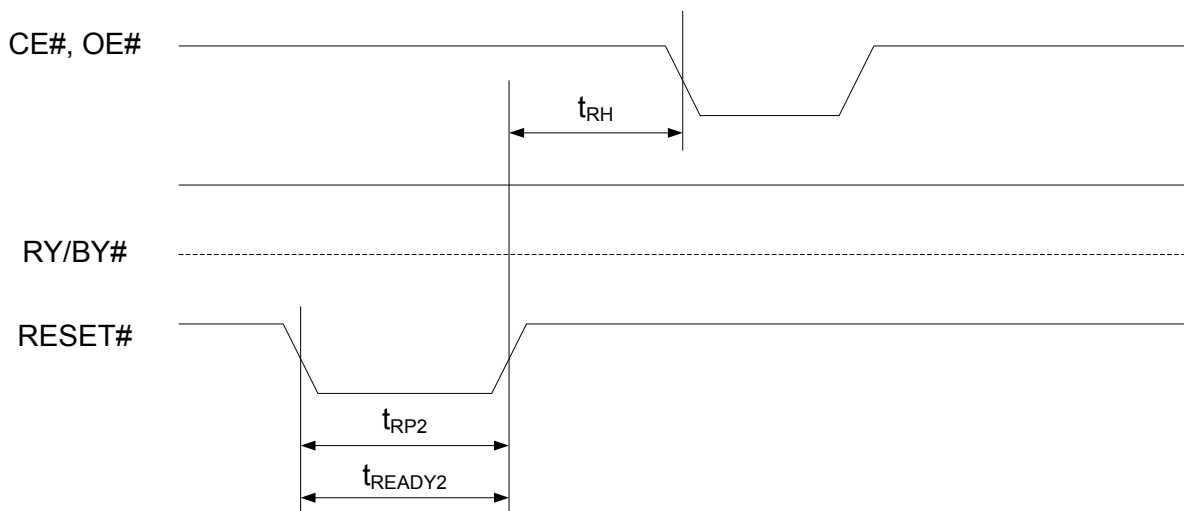 CE#, OE#
tRH
RY/BY#
RESET#
tRP2
tREADY2